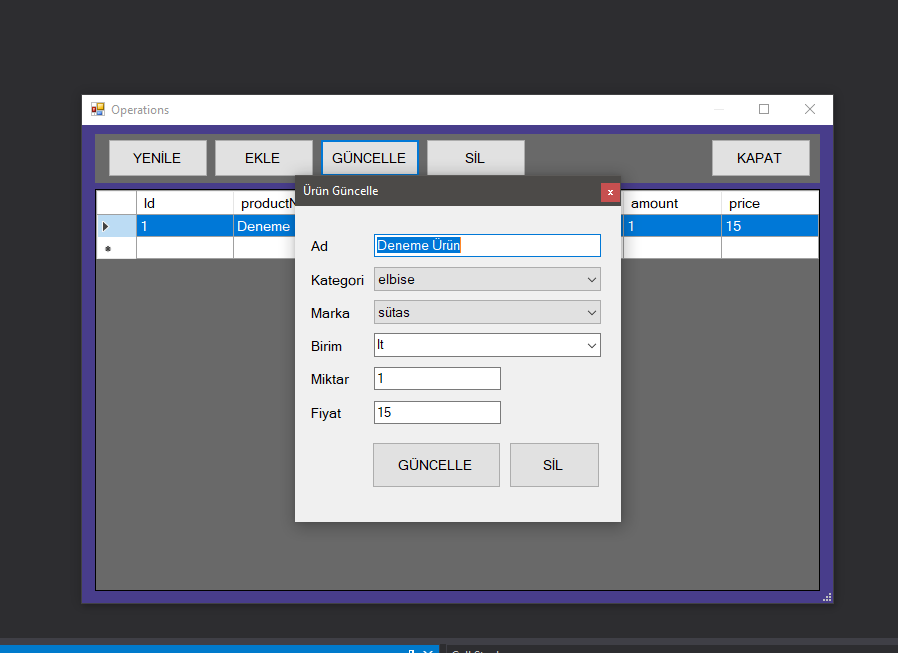 Operations
YENİLE EKLE GÜNCELLE SİL KAPAT
Ürün Güncelle x
Id productN amount price
1 Deneme 1 15
Ad Deneme Ürün
Kategori elbise
Marka sütas
Birim lt
Miktar 1
Fiyat 15
GÜNCELLE SİL